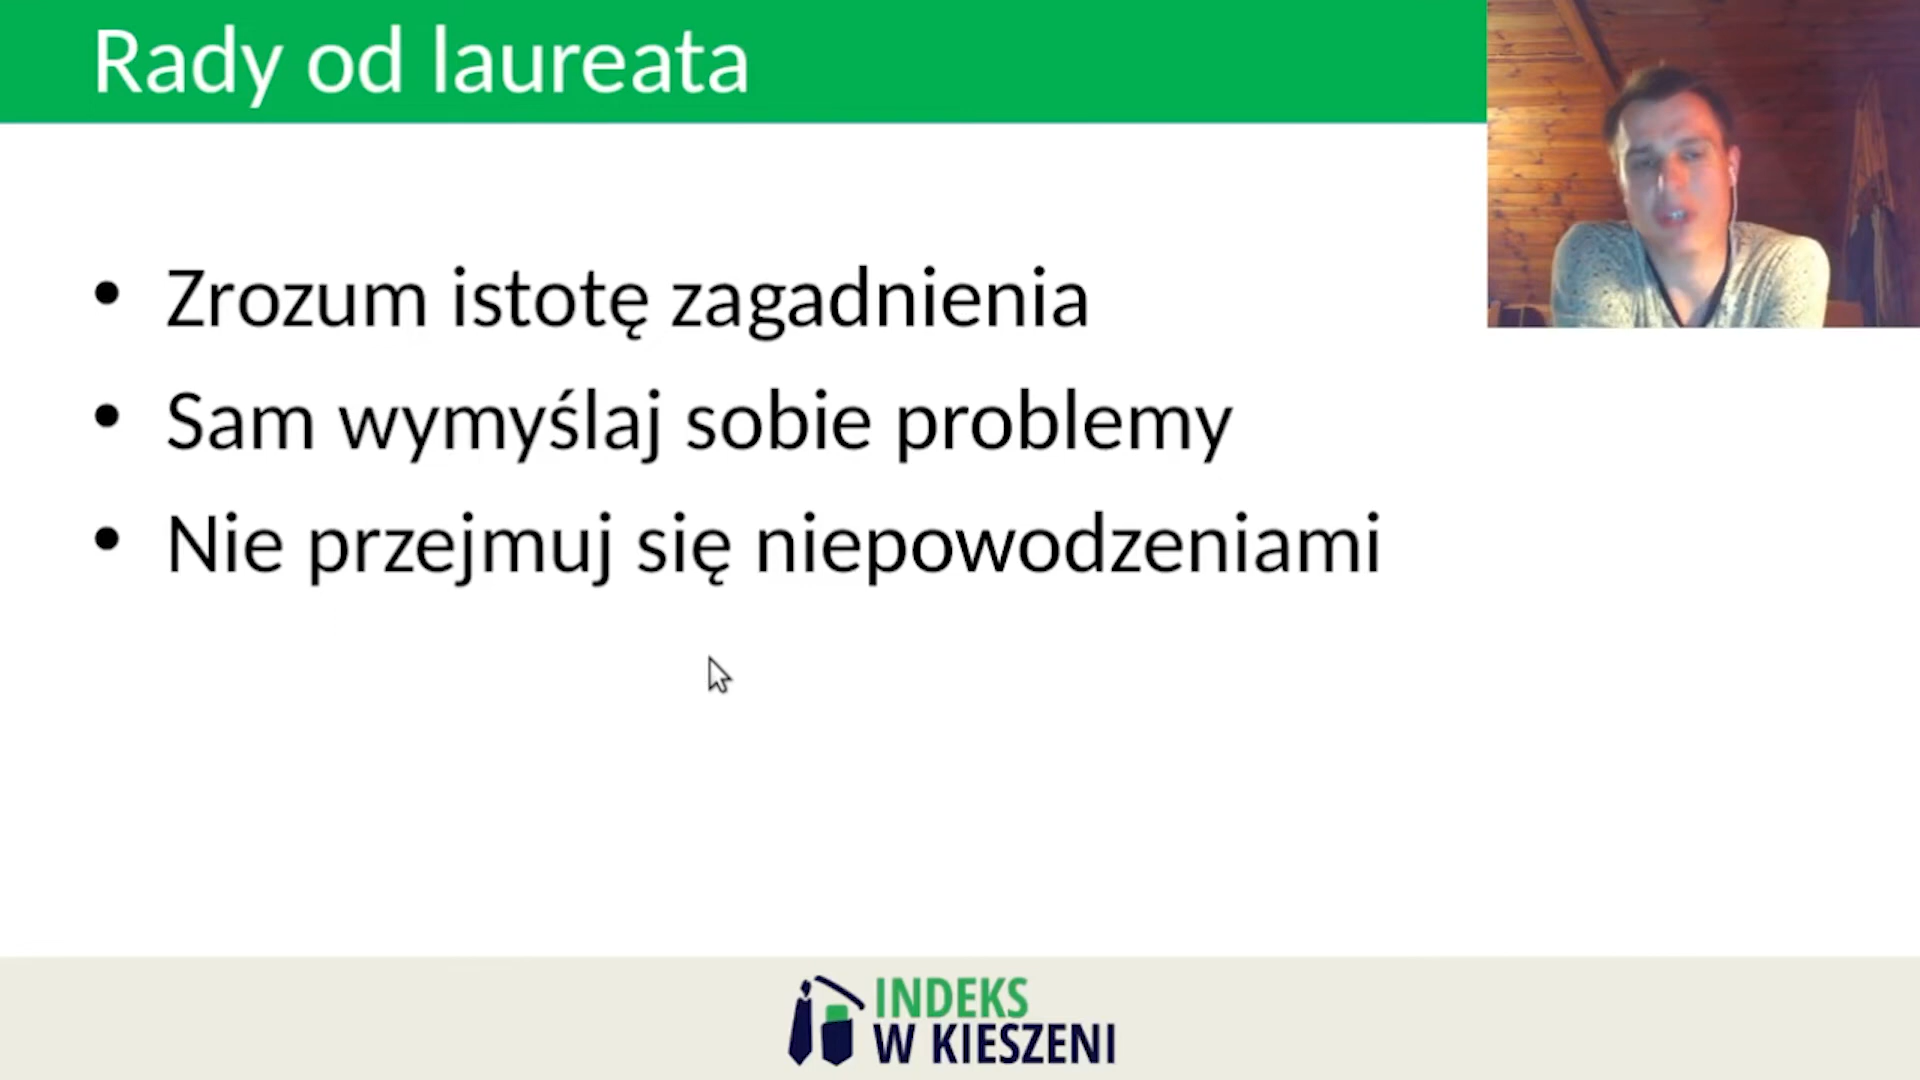 Rady od laureata
• Zrozum istotę zagadnienia
• Sam wymyślaj sobie problemy
• Nie przejmuj się niepowodzeniami
INDEKS
W KIESZENI